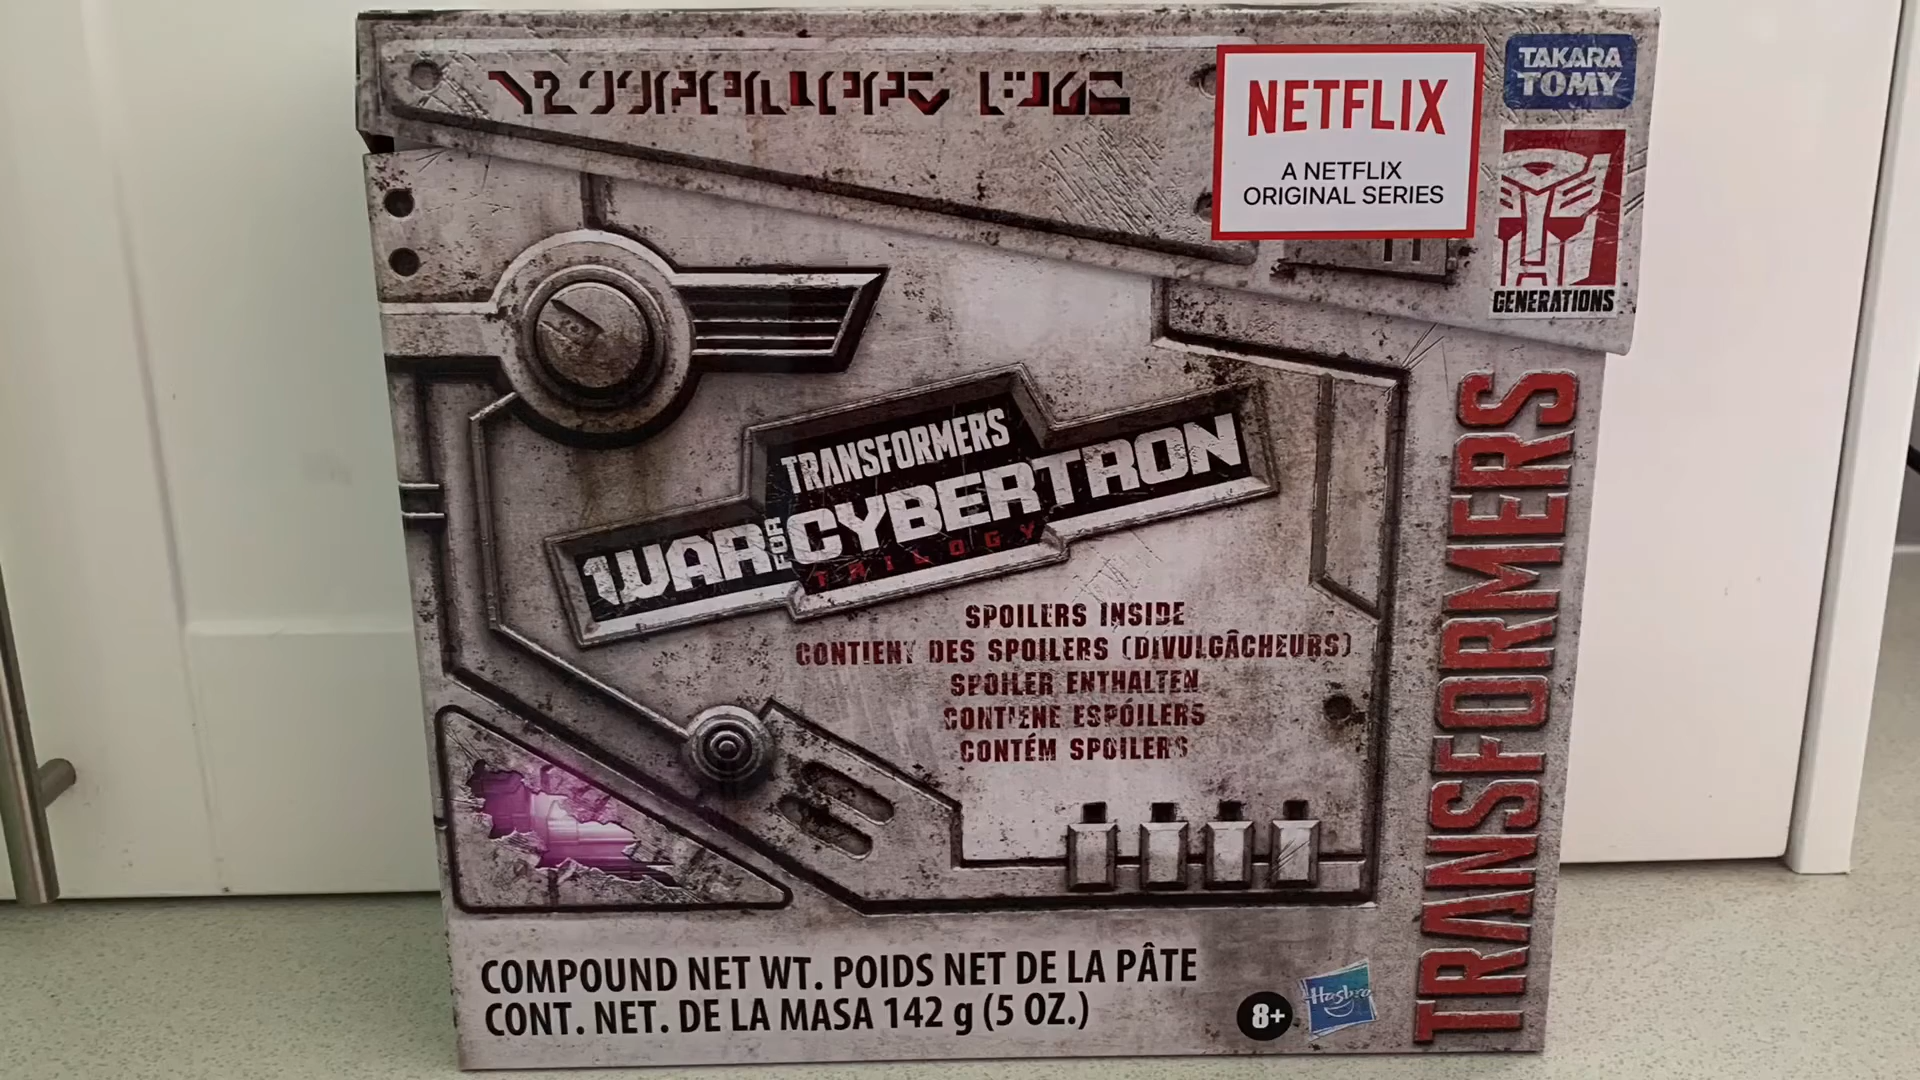 NETFLIX
A NETFLIX
ORIGINAL SERIES
TAKARA
TOMY
GENERATIONS
TRANSFORMERS
TRANSFORMERS
WAR FOR CYBERTRON
TRILOGY
SPOILERS INSIDE
CONTIENT DES SPOILERS (DIVULGÂCHEURS)
SPOILER ENTHALTEN
CONTIENE ESPÓILERS
CONTÉM SPOILERS
COMPOUND NET WT. POIDS NET DE LA PÂTE
CONT. NET. DE LA MASA 142 g (5 OZ.)
8+
Hasbro